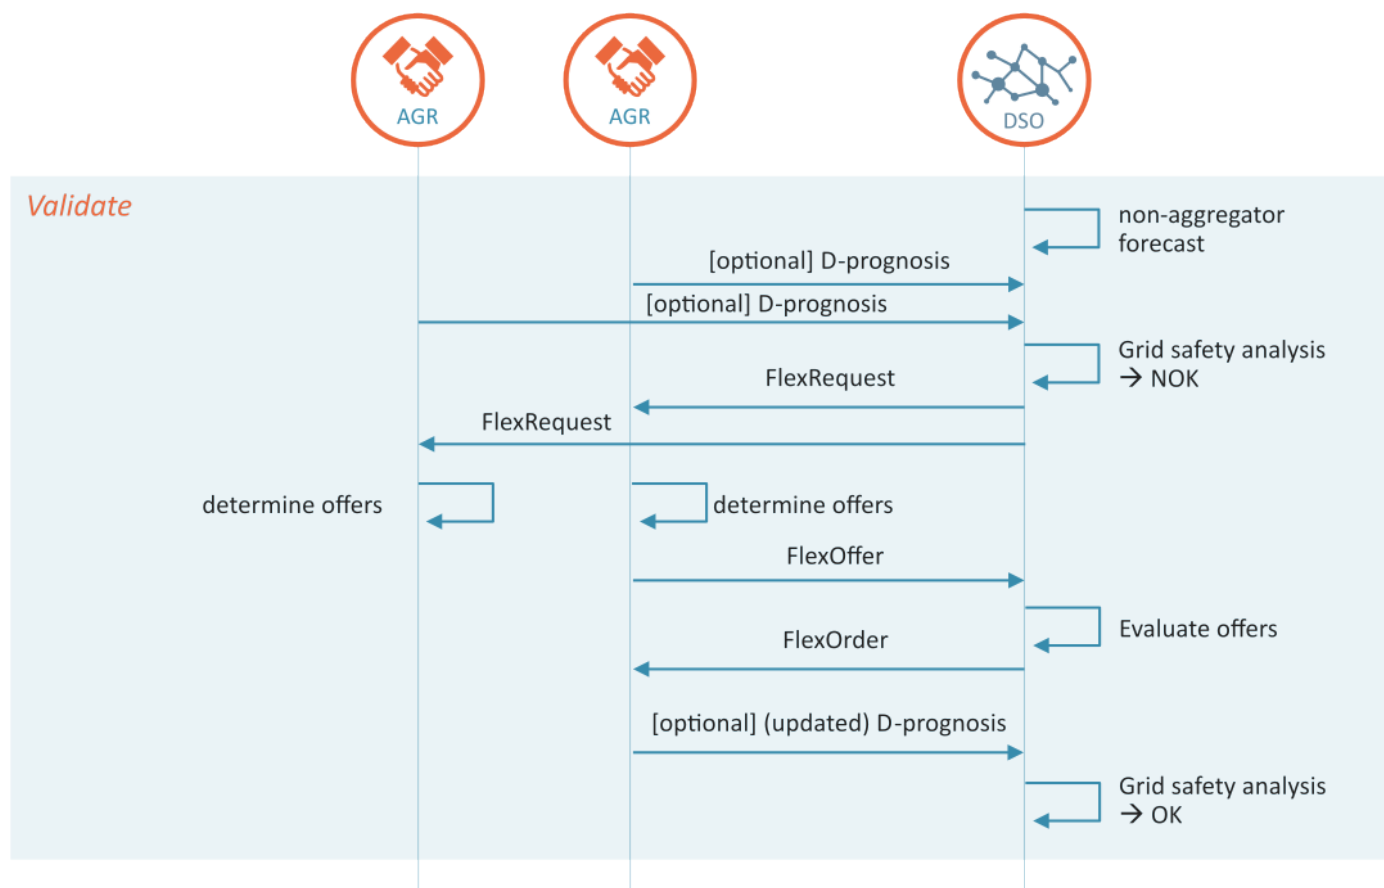 AGR
AGR
DSO
Validate
non-aggregator
forecast
[optional] D-prognosis
[optional] D-prognosis
Grid safety analysis
→ NOK
FlexRequest
FlexRequest
determine offers
determine offers
FlexOffer
Evaluate offers
FlexOrder
[optional] (updated) D-prognosis
Grid safety analysis
→ OK